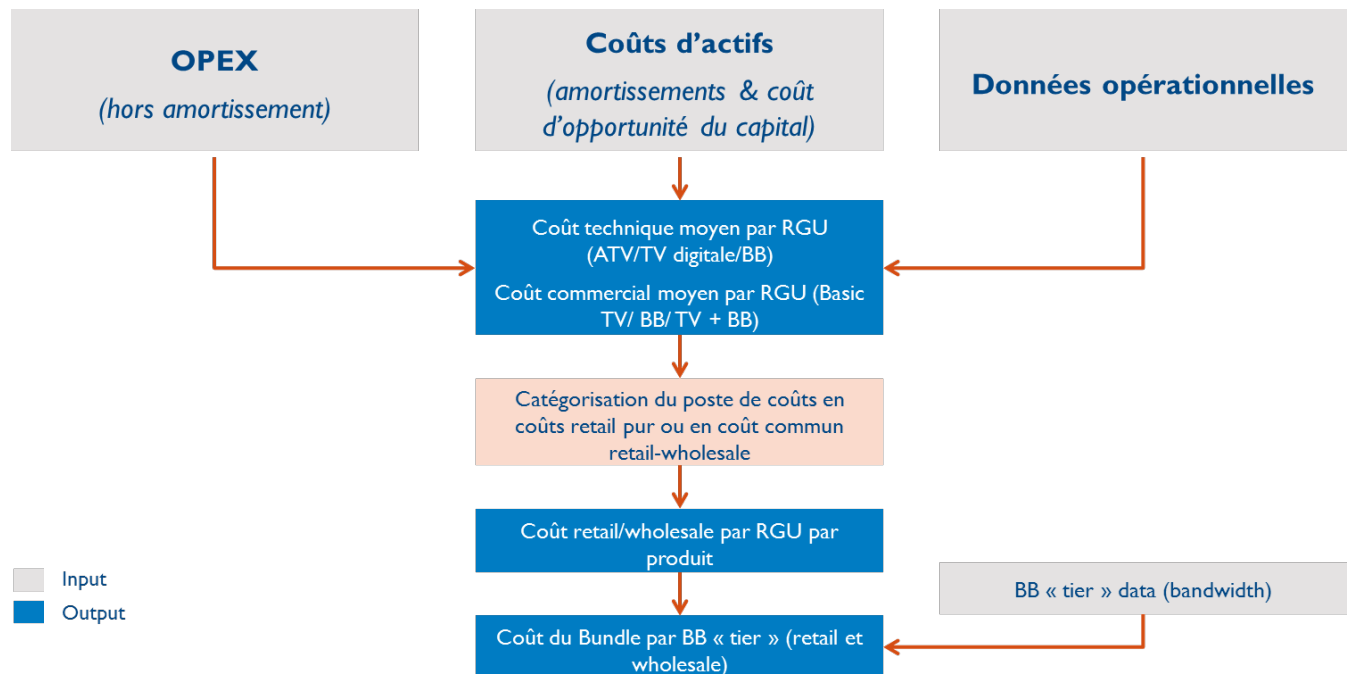 OPEX
(hors amortissement)
Coûts d’actifs
(amortissements & coût
d’opportunité du capital)
Données opérationnelles
Coût technique moyen par RGU
(ATV/TV digitale/BB)
Coût commercial moyen par RGU (Basic
TV/ BB/ TV + BB)
Catégorisation du poste de coûts en
coûts retail pur ou en coût commun
retail-wholesale
Coût retail/wholesale par RGU par
produit
Input
Output
BB « tier » data (bandwidth)
Coût du Bundle par BB « tier » (retail et
wholesale)